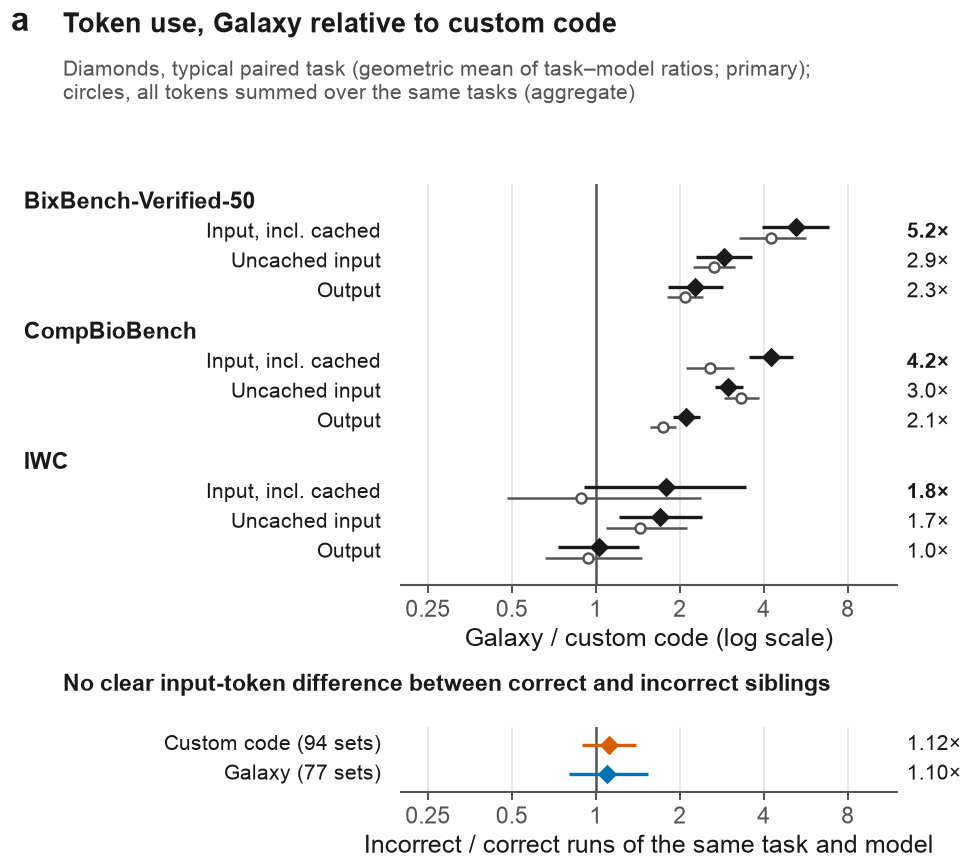 a Token use, Galaxy relative to custom code
Diamonds, typical paired task (geometric mean of task–model ratios; primary);
circles, all tokens summed over the same tasks (aggregate)
BixBench-Verified-50
Input, incl. cached 5.2×
Uncached input 2.9×
Output 2.3×
CompBioBench
Input, incl. cached 4.2×
Uncached input 3.0×
Output 2.1×
IWC
Input, incl. cached 1.8×
Uncached input 1.7×
Output 1.0×
0.25 0.5 1 2 4 8
Galaxy / custom code (log scale)
No clear input-token difference between correct and incorrect siblings
Custom code (94 sets) 1.12×
Galaxy (77 sets) 1.10×
0.25 0.5 1 2 4 8
Incorrect / correct runs of the same task and model